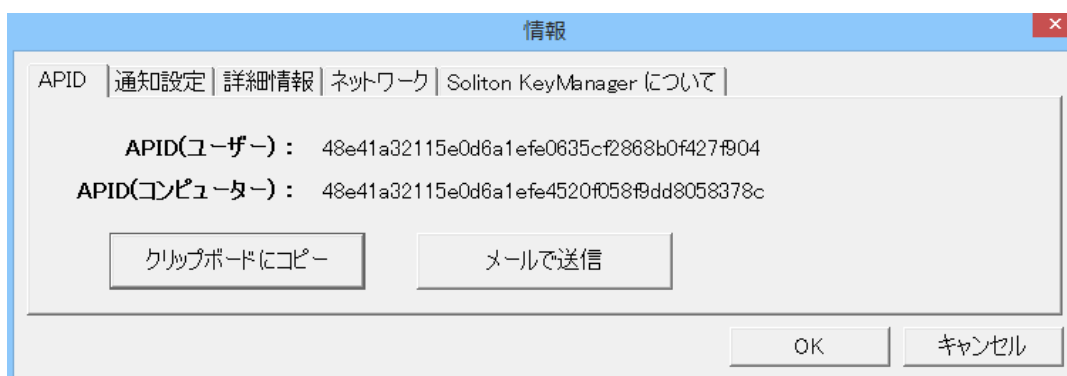 情報
APID 通知設定 詳細情報 ネットワーク Soliton KeyManager について
APID(ユーザー) : 48e41a32115e0d6a1efe0635cf2868b0f427f904
APID(コンピューター) : 48e41a32115e0d6a1efe4520f058f9dd8058378c
クリップボードにコピー メールで送信
OK キャンセル